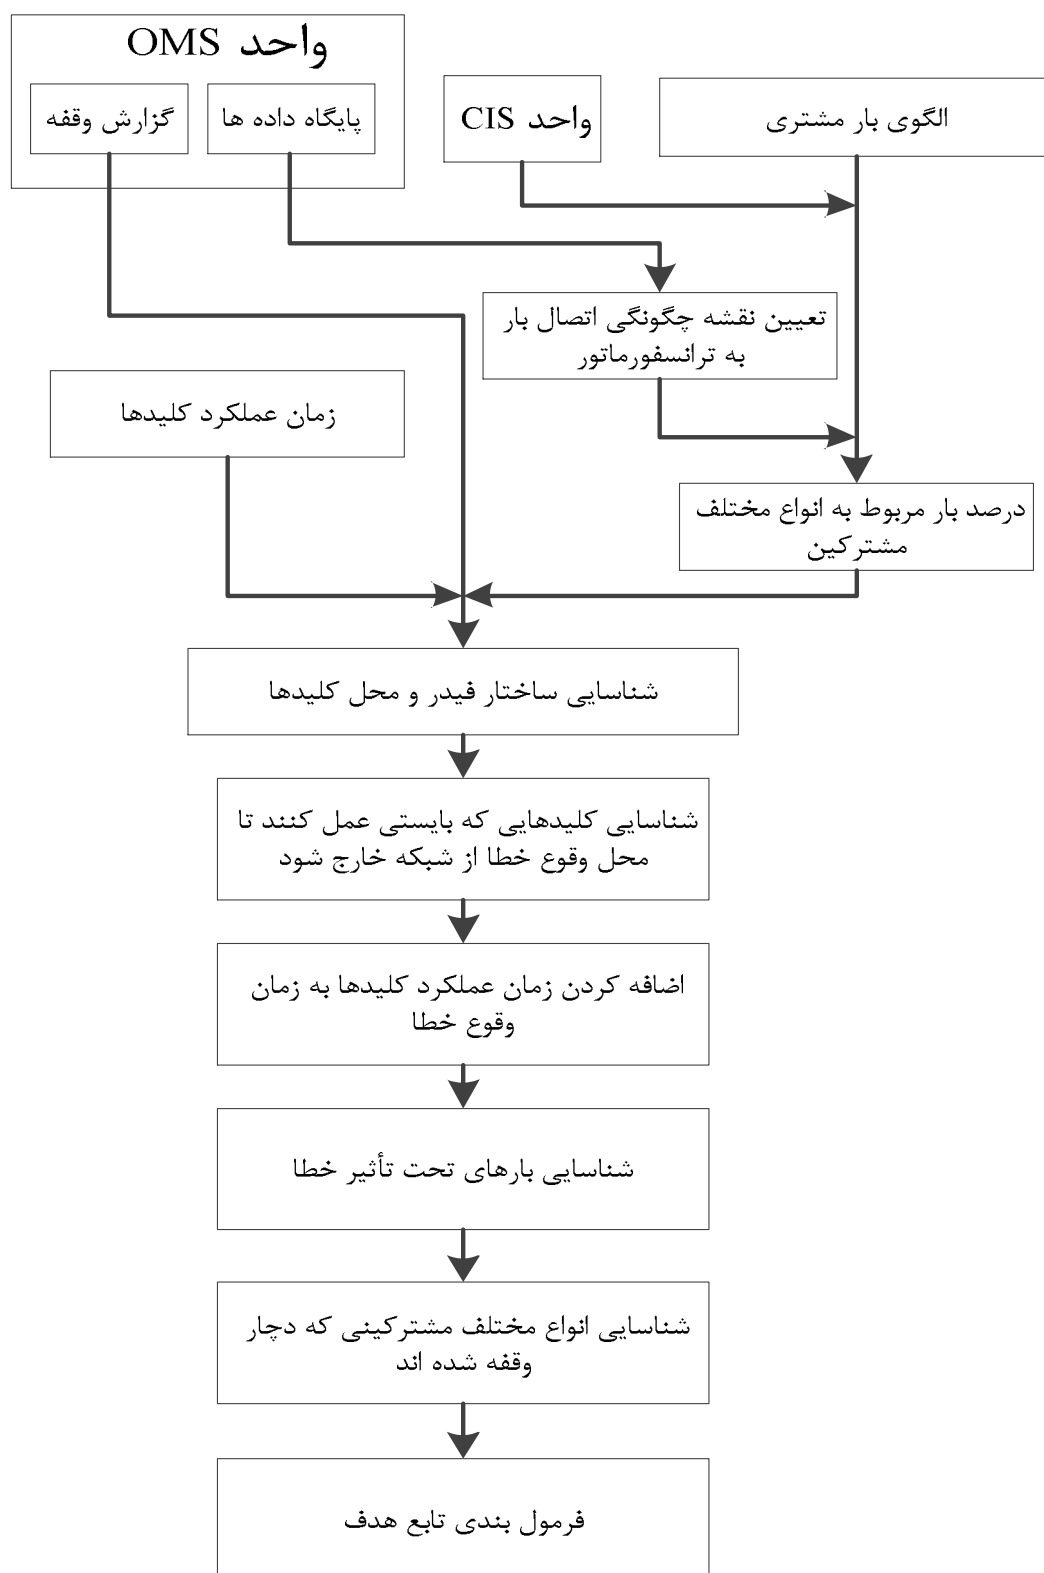 واحد OMS
گزارش وقفه
پایگاه داده ها
واحد CIS
الگوی بار مشتری
تعیین نقشه چگونگی اتصال بار
به ترانسفورماتور
زمان عملکرد کلیدها
درصد بار مربوط به انواع مختلف
مشترکین
شناسایی ساختار فیدر و محل کلیدها
شناسایی کلیدهایی که بایستی عمل کنند تا
محل وقوع خطا از شبکه خارج شود
اضافه کردن زمان عملکرد کلیدها به زمان
وقوع خطا
شناسایی بارهای تحت تأثیر خطا
شناسایی انواع مختلف مشترکینی که دچار
وقفه شده اند
فرمول بندی تابع هدف